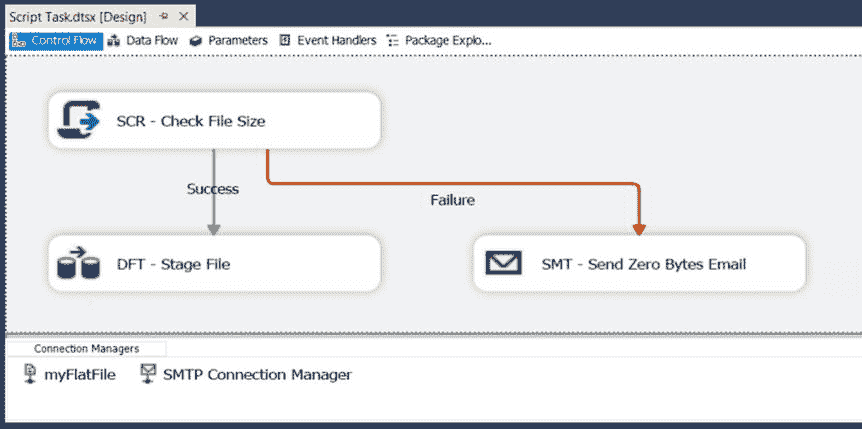 Script Task.dtsx [Design]
Control Flow Data Flow Parameters Event Handlers Package Explo...
SCR - Check File Size
Success
Failure
DFT - Stage File
SMT - Send Zero Bytes Email
Connection Managers
myFlatFile SMTP Connection Manager